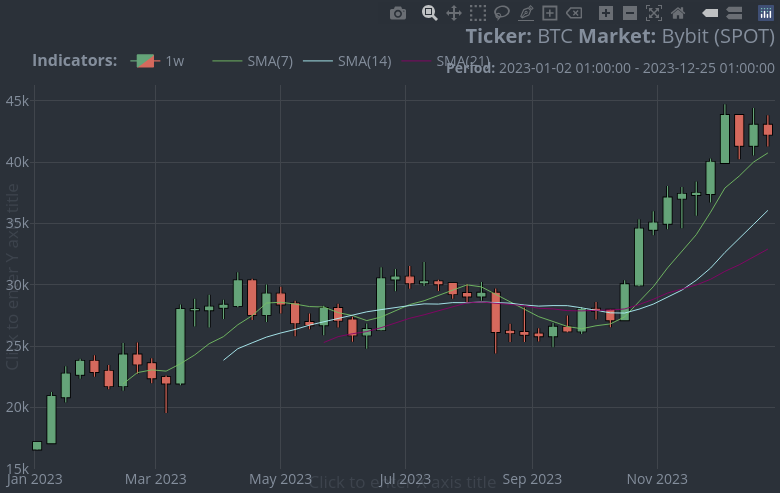 Ticker: BTC Market: Bybit (SPOT)
Indicators: 1w SMA(7) SMA(14) SMA(21)
Period: 2023-01-02 01:00:00 - 2023-12-25 01:00:00
45k
40k
35k
30k
25k
20k
15k
Click to enter Y axis title
Jan 2023 Mar 2023 May 2023 Jul 2023 Sep 2023 Nov 2023
Click to enter X axis title